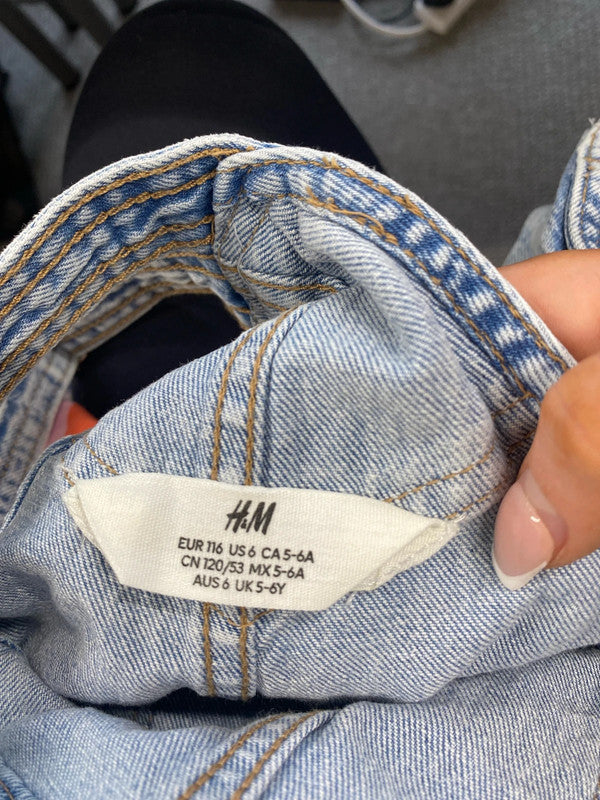 H&M
EUR 116 US 6 CA 5-6A
CN 120/53 MX 5-6A
AUS 6 UK 5-6Y